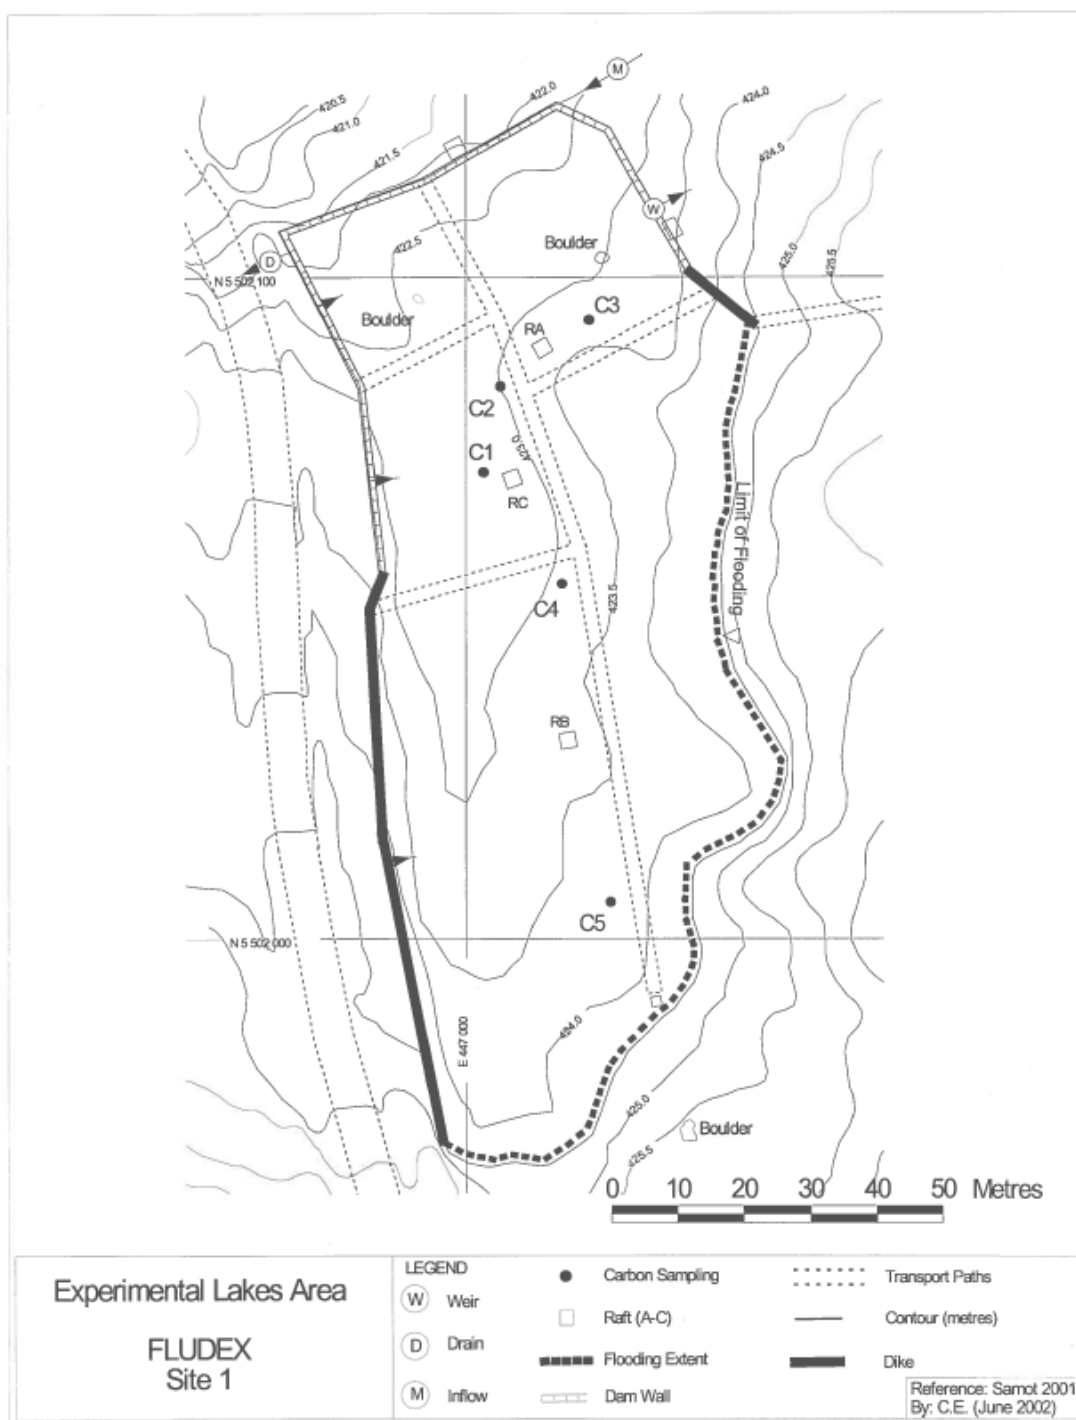 M
422.0
424.0
420.5
421.0
421.5
424.5
W
422.5
Boulder
425.0
425.5
D
N 5 502 100
Boulder
C3
RA
C2
423.0
C1
RC
Limit of Flooding
C4
423.5
RB
C5
N 5 502 000
E 447 000
424.0
425.0
Boulder
425.5
0 10 20 30 40 50 Metres
Experimental Lakes Area
FLUDEX
Site 1
LEGEND
W Weir
D Drain
M Inflow
Carbon Sampling
Raft (A-C)
Flooding Extent
Dam Wall
Transport Paths
Contour (metres)
Dike
Reference: Samot 2001
By: C.E. (June 2002)